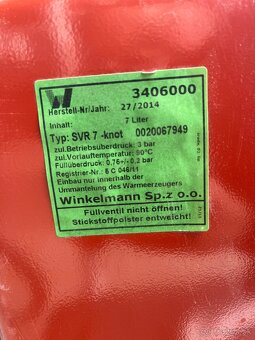 W 3406000
Herstell-Nr/Jahr: 27/2014
Inhalt: 7 Liter
Typ: SVR 7 -knot 0020067949
zul.Betriebsüberdruck: 3 bar
zul.Vorlauftemperatur: 90°C
Füllüberdruck: 0,75+/-0,2 bar
Registrier-Nr.: 6 C 046/11
Einbau nur innerhalb der
Ummantelung des Wärmeerzeugers
Winkelmann Sp.z o.o.
Füllventil nicht öffnen!
Stickstoffpolster entweicht!